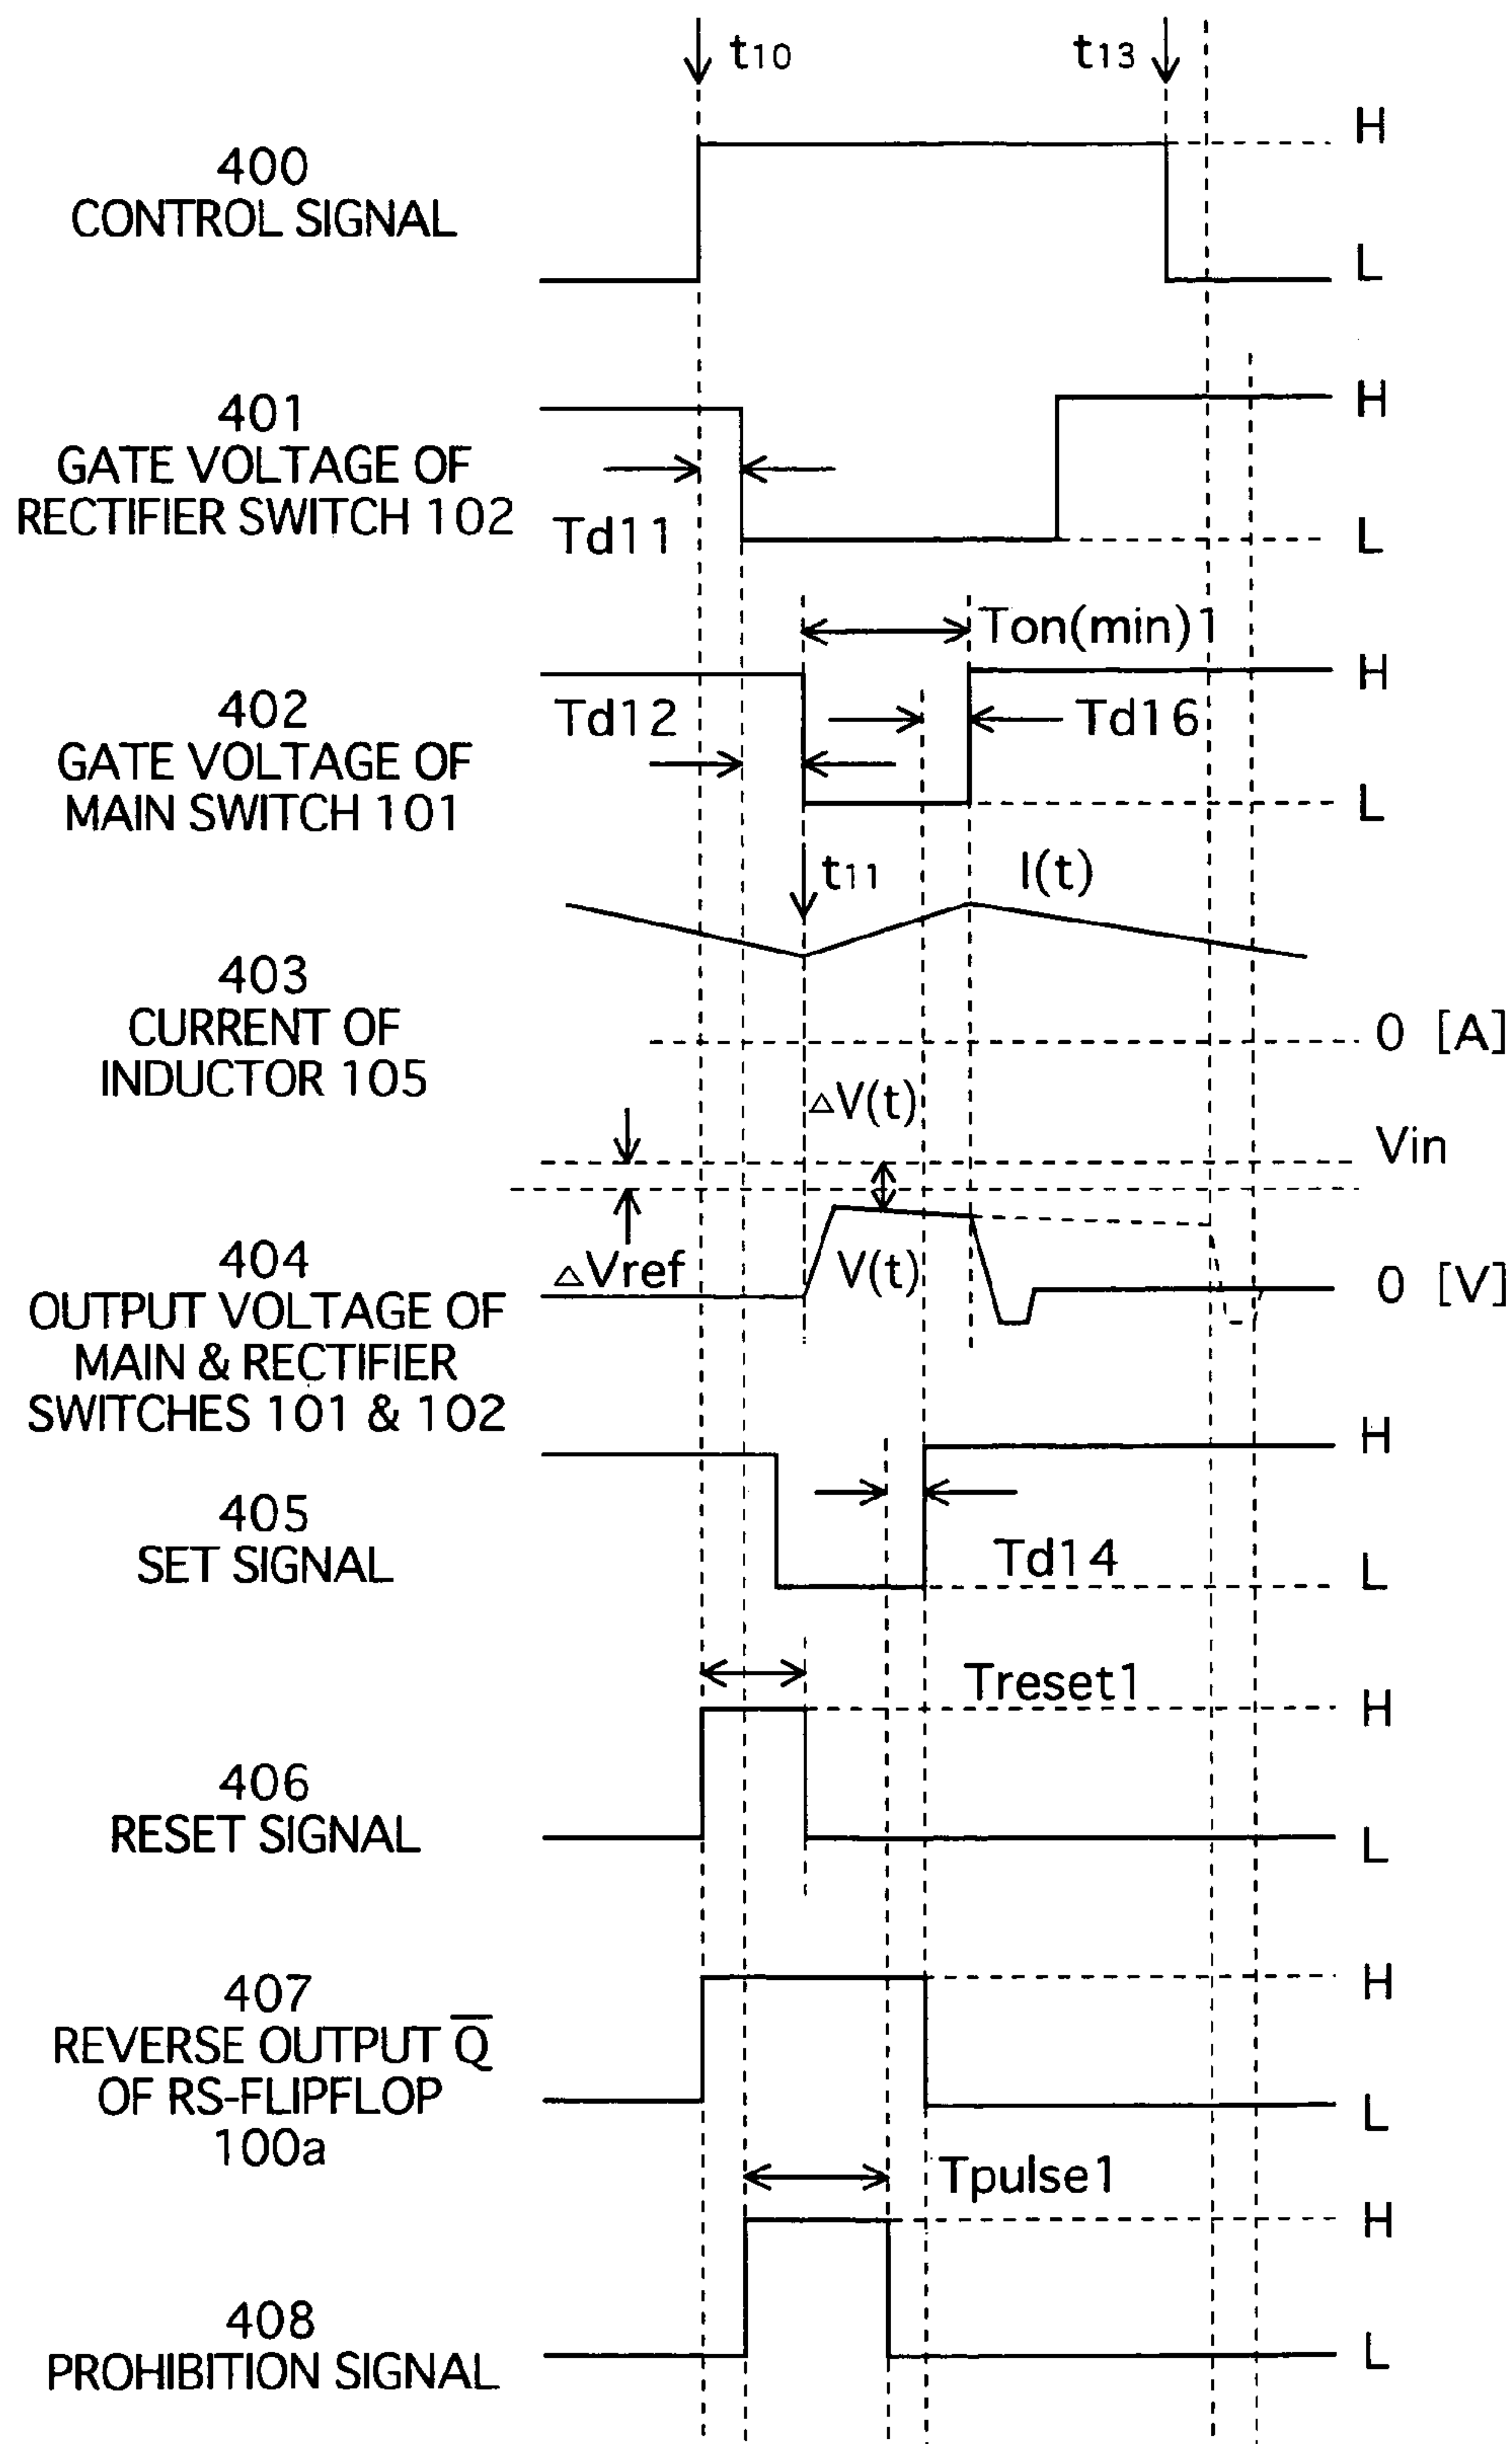 t10
t13
400
CONTROL SIGNAL
H
L
401
GATE VOLTAGE OF
RECTIFIER SWITCH 102
Td11
H
L
402
GATE VOLTAGE OF
MAIN SWITCH 101
Ton(min)1
Td12
Td16
H
L
t11
I(t)
403
CURRENT OF
INDUCTOR 105
0 [A]
△V(t)
Vin
404
OUTPUT VOLTAGE OF
MAIN & RECTIFIER
SWITCHES 101 & 102
△Vref
V(t)
0 [V]
405
SET SIGNAL
Td14
H
L
406
RESET SIGNAL
Treset1
H
L
407
REVERSE OUTPUT Q̅
OF RS-FLIPFLOP
100a
H
L
408
PROHIBITION SIGNAL
Tpulse1
H
L